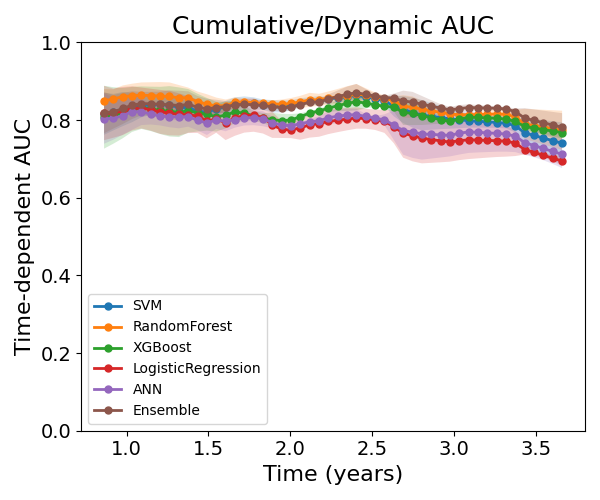 Cumulative/Dynamic AUC
Time-dependent AUC
1.0
0.8
0.6
0.4
0.2
0.0
SVM
RandomForest
XGBoost
LogisticRegression
ANN
Ensemble
1.0 1.5 2.0 2.5 3.0 3.5
Time (years)